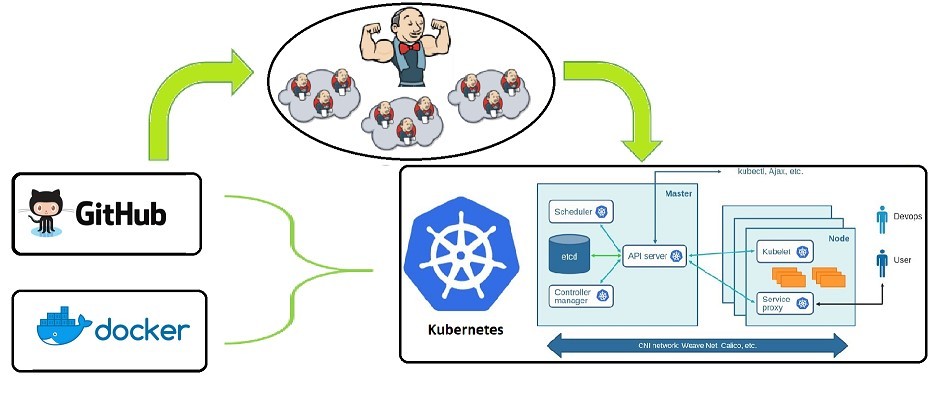 GitHub
docker
Kubernetes
kubectl, Ajax, etc.
Master
Scheduler
etcd
API server
Controller
manager
Node
Kubelet
Service
proxy
Devops
User
CNI network: Weave Net, Calico, etc.